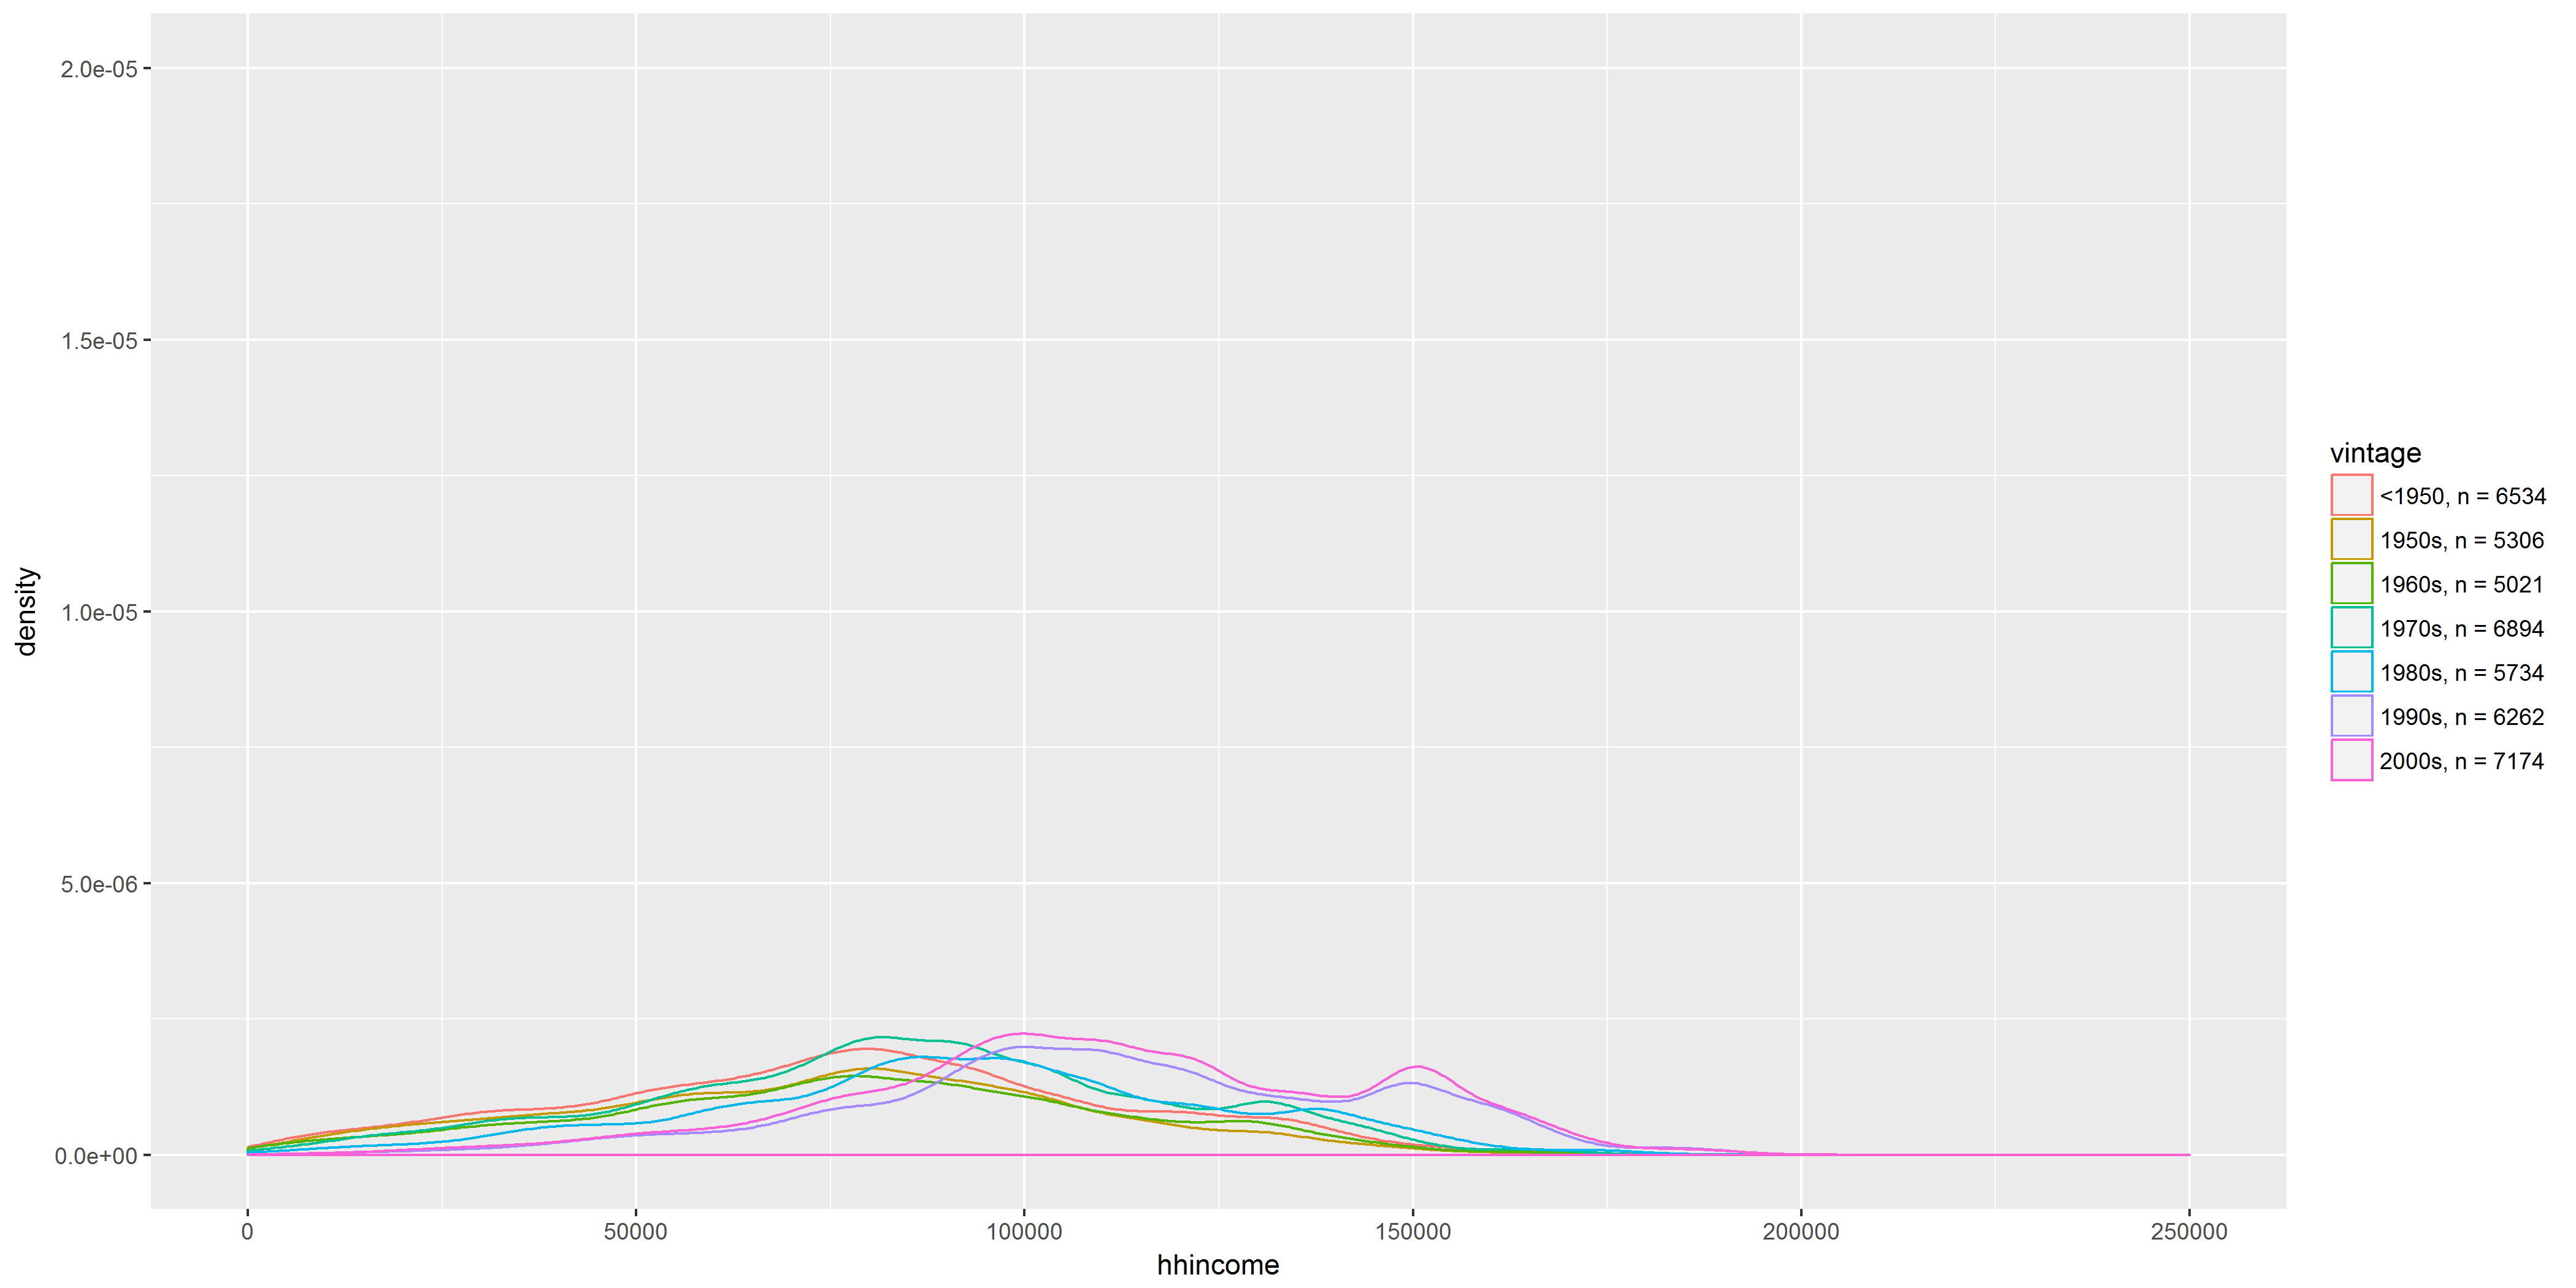 2.0e-05
1.5e-05
1.0e-05
5.0e-06
0.0e+00
density
0 50000 100000 150000 200000 250000
hhincome
vintage
<1950, n = 6534
1950s, n = 5306
1960s, n = 5021
1970s, n = 6894
1980s, n = 5734
1990s, n = 6262
2000s, n = 7174